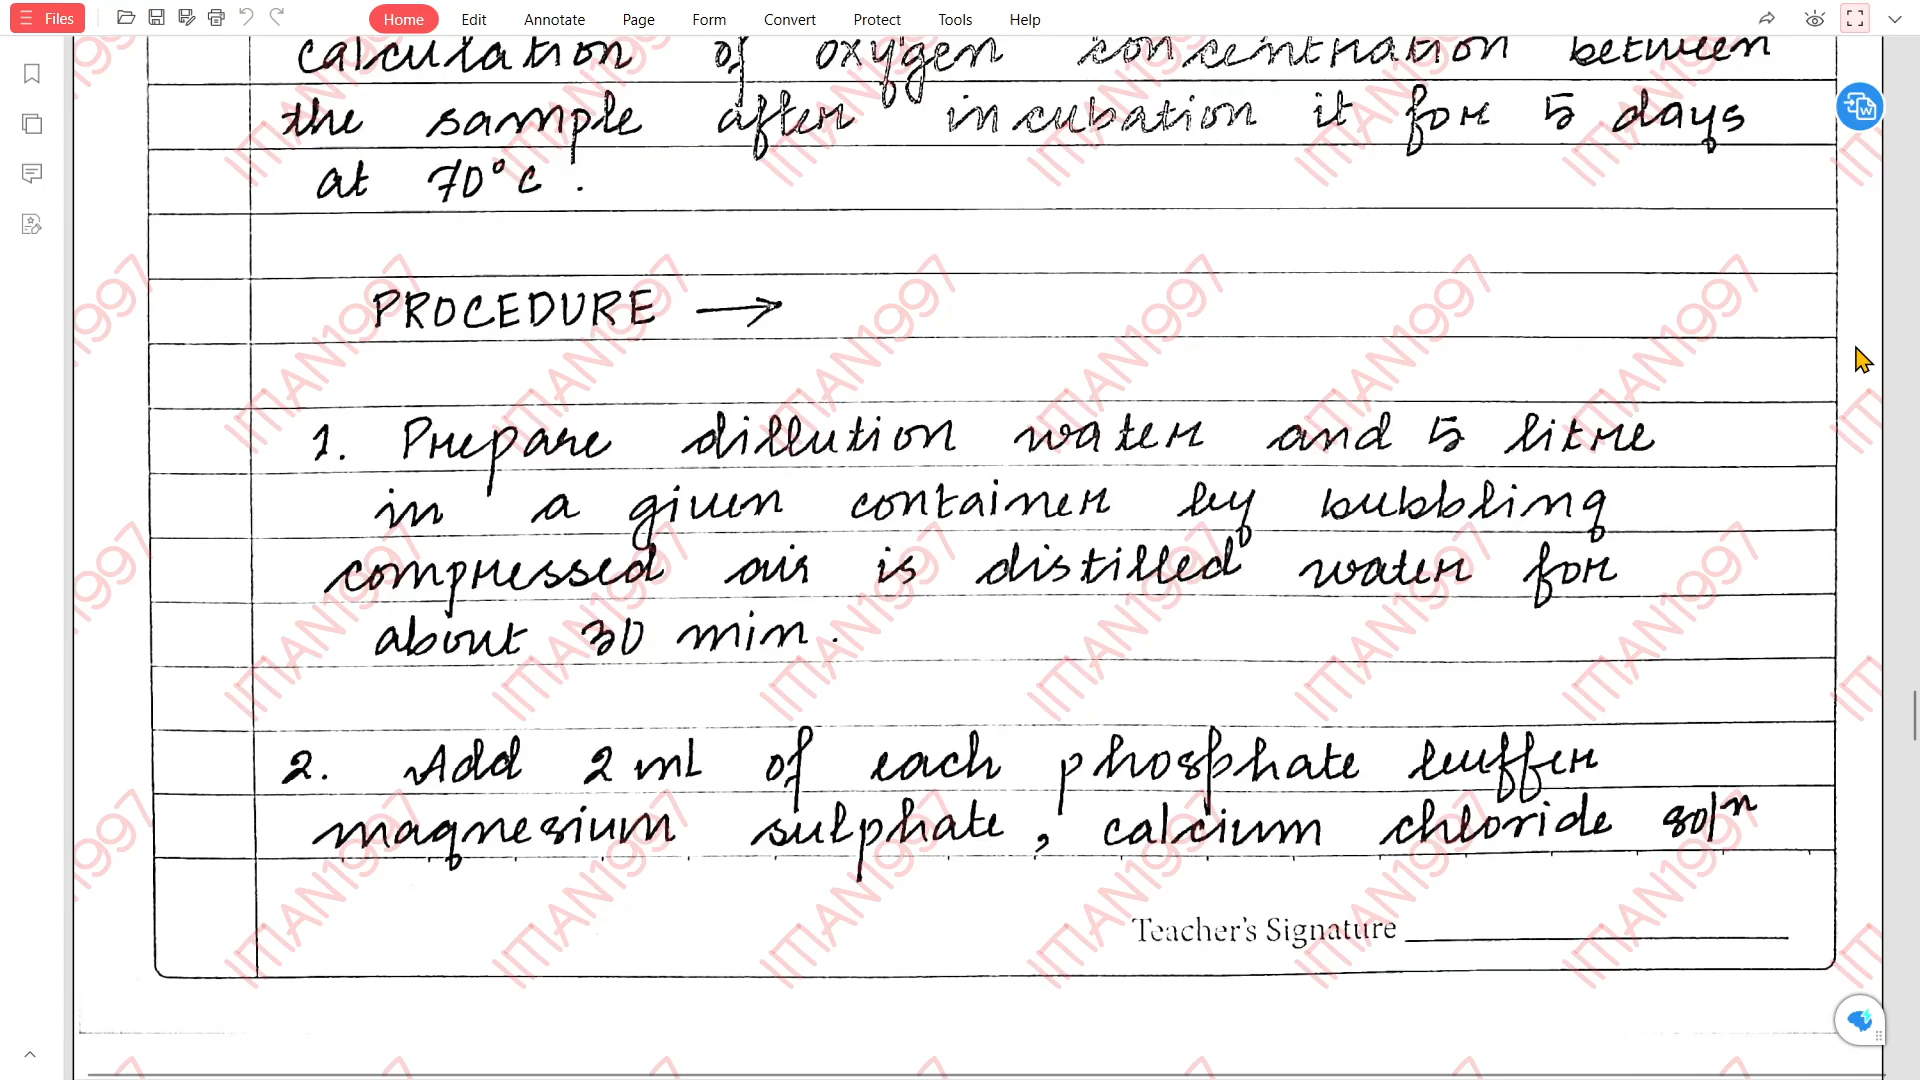 Files Home Edit Annotate Page Form Convert Protect Tools Help
calculation of oxygen concentration between
the sample after incubation it for 5 days
at 70°c.
PROCEDURE →
1. Prepare dillution water and 5 litre
in a given container by bubbling
compressed air is distilled water for
about 30 min.
2. Add 2 mL of each phosphate buffer
magnesium sulphate, calcium chloride solⁿ
Teacher's Signature
IITIAN1997